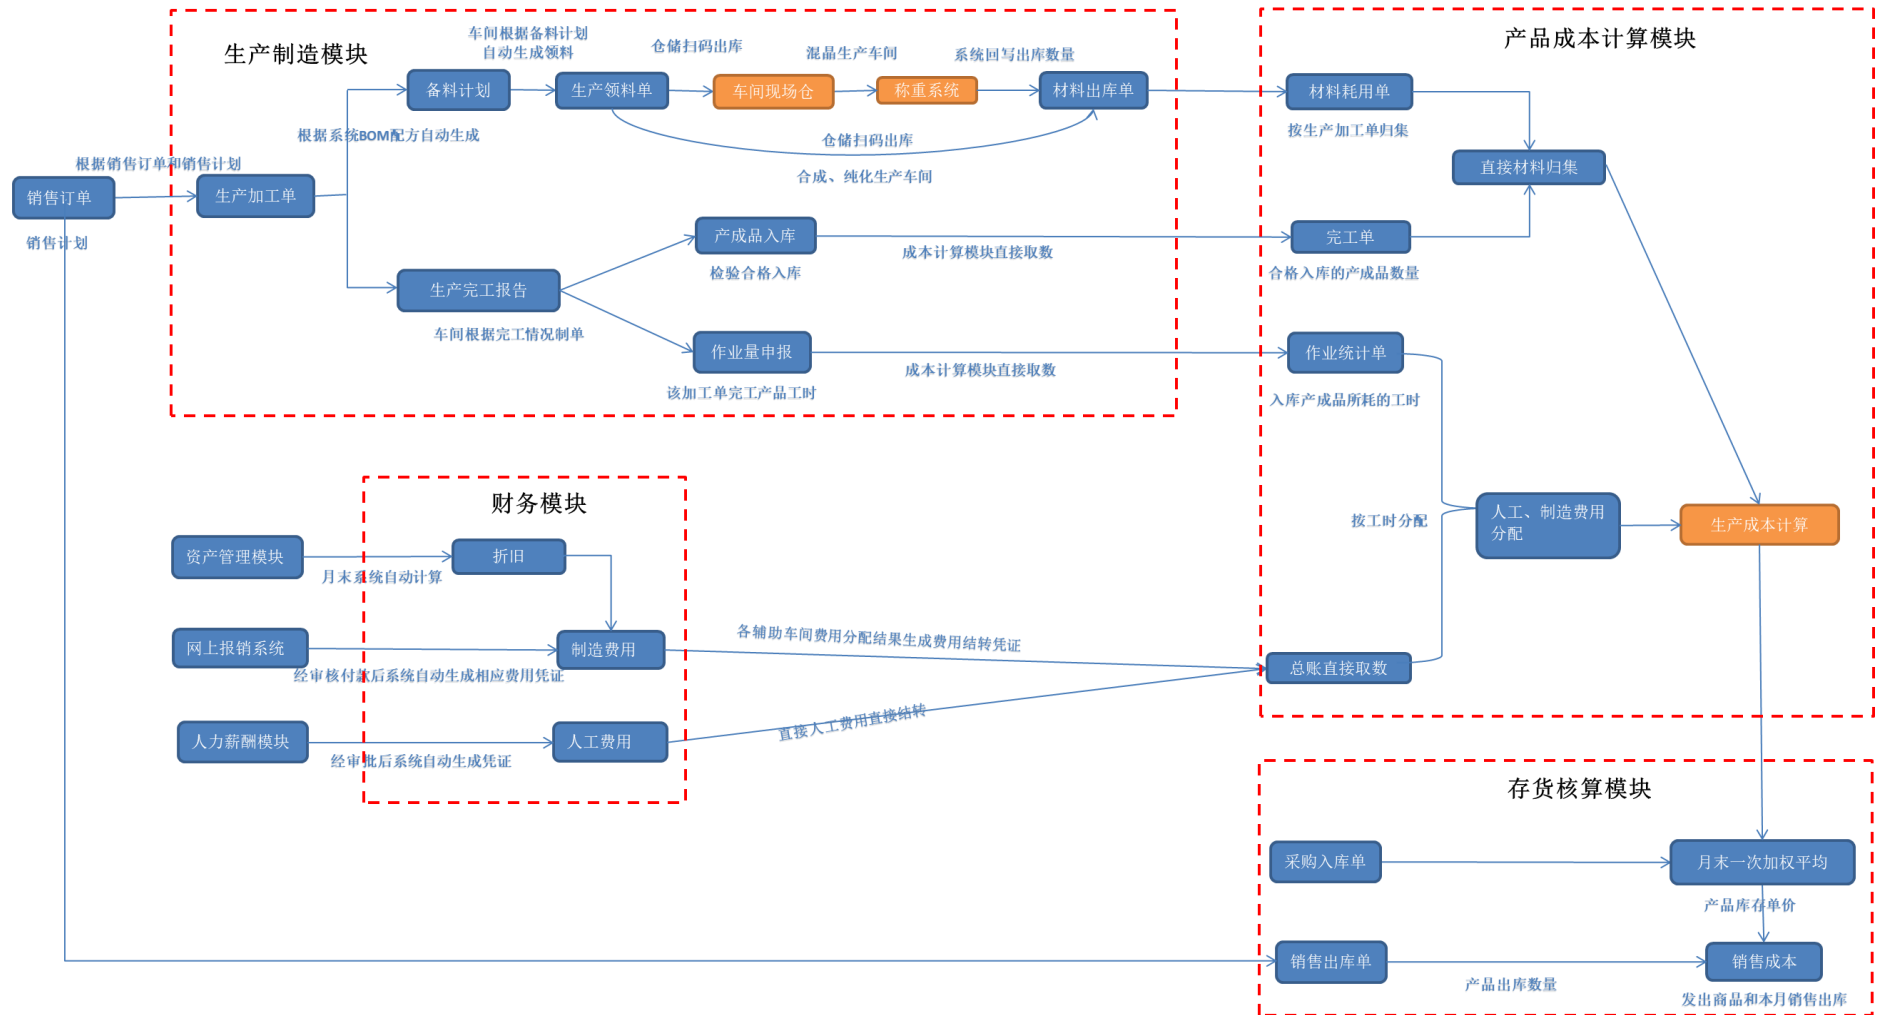 生产制造模块
车间根据备料计划
自动生成领料
仓储扫码出库
混晶生产车间
系统回写出库数量
备料计划
生产领料单
车间现场仓
称重系统
材料出库单
根据系统BOM配方自动生成
仓储扫码出库
合成、纯化生产车间
根据销售订单和销售计划
销售订单
销售计划
生产加工单
产成品入库
检验合格入库
成本计算模块直接取数
生产完工报告
车间根据完工情况制单
作业量申报
该加工单完工产品工时
成本计算模块直接取数
产品成本计算模块
材料耗用单
按生产加工单归集
直接材料归集
完工单
合格入库的产成品数量
作业统计单
入库产成品所耗的工时
按工时分配
人工、制造费用
分配
生产成本计算
总账直接取数
财务模块
资产管理模块
月末系统自动计算
折旧
网上报销系统
经审核付款后系统自动生成相应费用凭证
制造费用
各辅助车间费用分配结果生成费用结转凭证
人力薪酬模块
经审批后系统自动生成凭证
人工费用
直接人工费用直接结转
存货核算模块
采购入库单
月末一次加权平均
产品库存单价
销售出库单
产品出库数量
销售成本
发出商品和本月销售出库